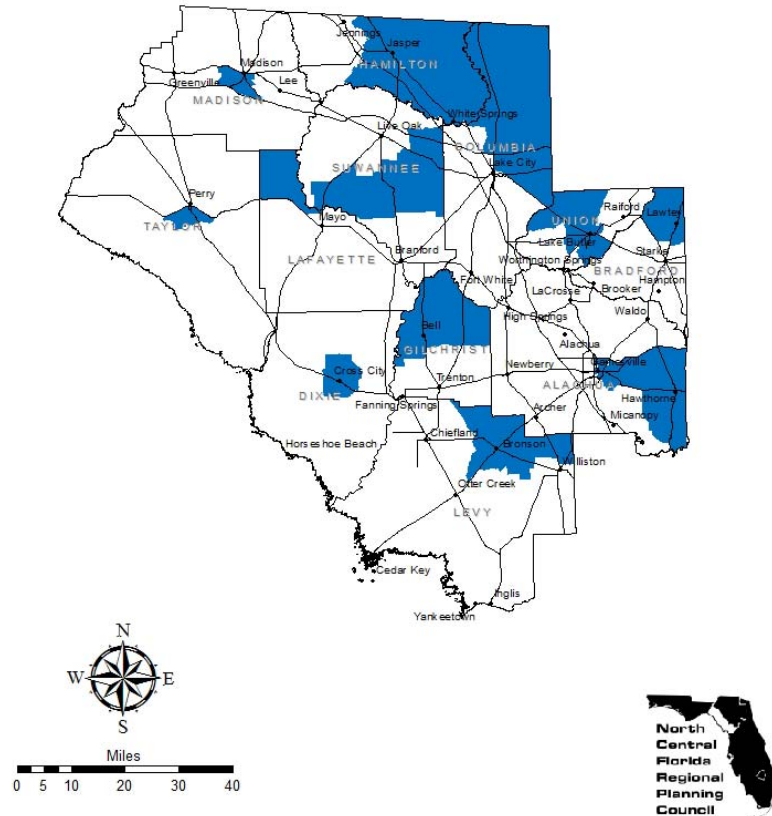 Jennings
Jasper
HAMILTON
Madison
Greenville
Lee
MADISON
White Springs
Live Oak
COLUMBIA
SUWANNEE
Lake City
Perry
TAYLOR
Mayo
Raiford
Lawtey
UNION
Lake Butler
Starke
LAFAYETTE
Branford
Worthington Springs
BRADFORD
Fort White
Hampton
LaCrosse
Brooker
High Springs
Waldo
Bell
Alachua
GILCHRIST
Cross City
Newberry
Gainesville
Trenton
ALACHUA
DIXIE
Fanning Springs
Hawthorne
Archer
Micanopy
Chiefland
Horseshoe Beach
Bronson
Williston
Otter Creek
LEVY
Cedar Key
Inglis
Yankeetown
N
W E
S
Miles
0 5 10 20 30 40
North
Central
Florida
Regional
Planning
Council